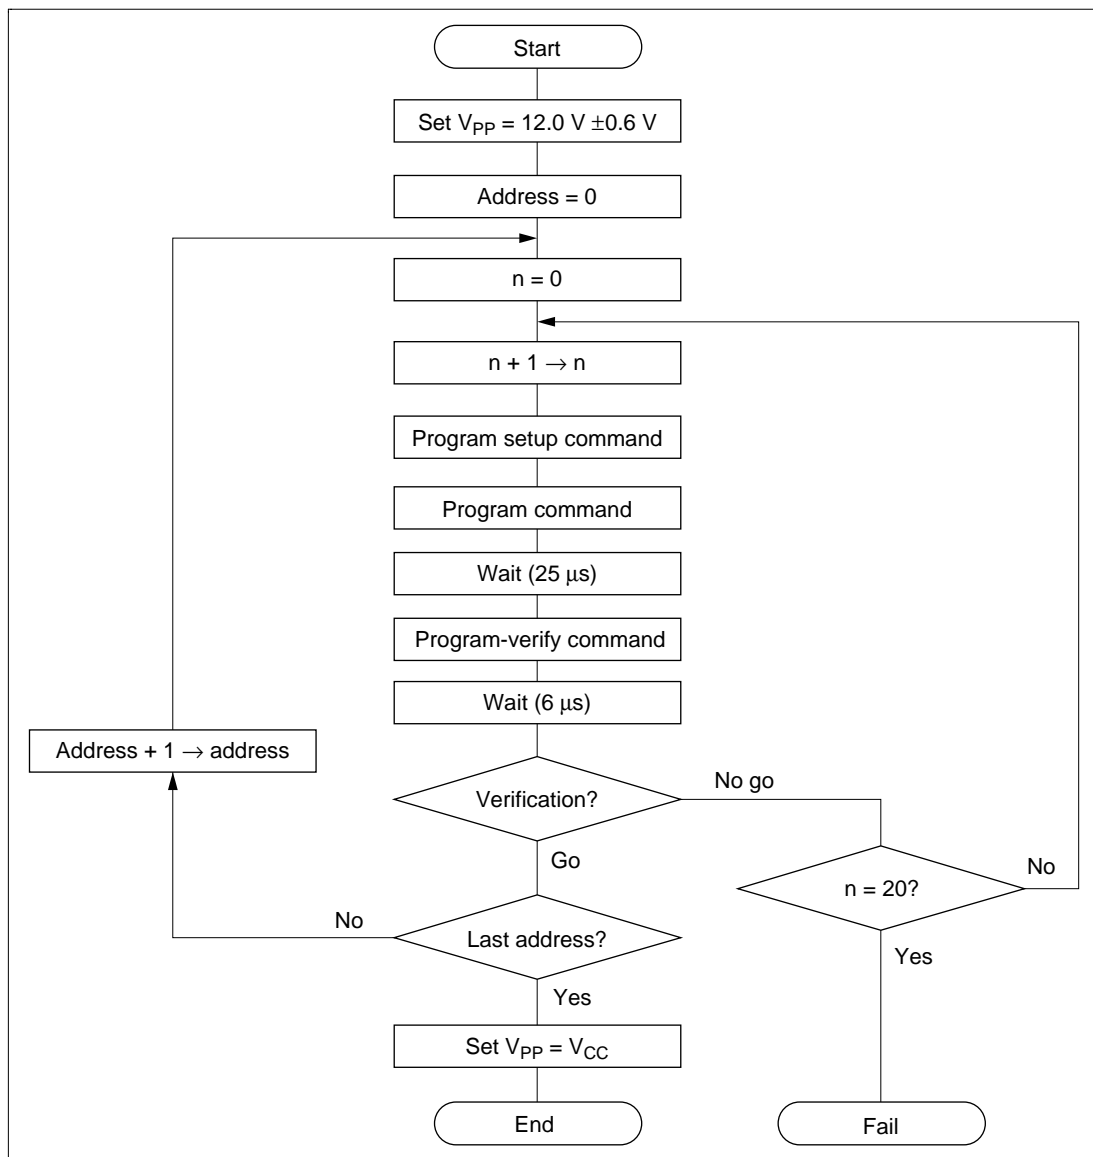 Start
Set VPP = 12.0 V ±0.6 V
Address = 0
n = 0
n + 1 → n
Program setup command
Program command
Wait (25 μs)
Program-verify command
Wait (6 μs)
Address + 1 → address
Verification?
No go
Go
n = 20?
No
No
Last address?
Yes
Yes
Set VPP = VCC
End
Fail